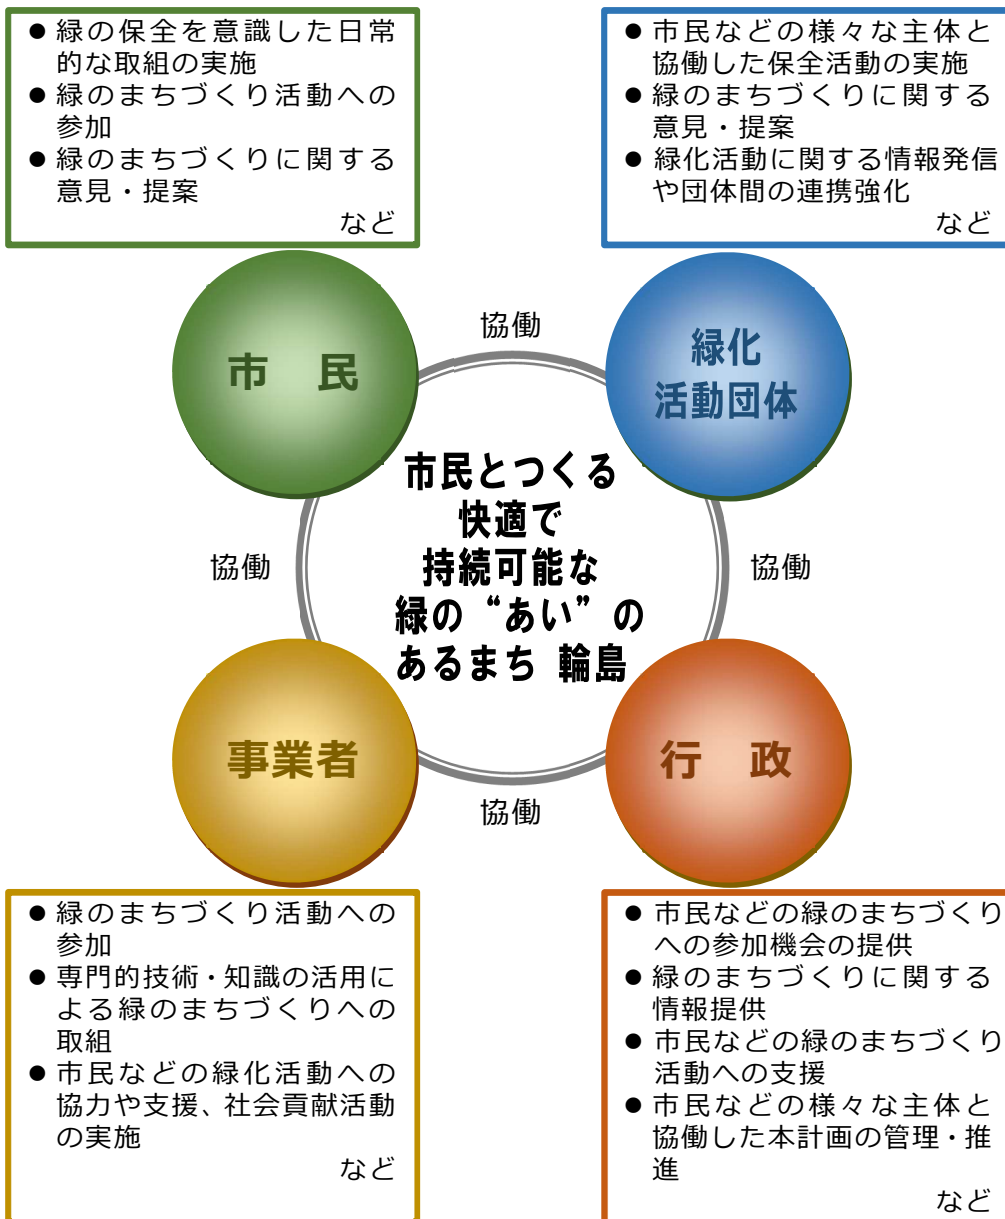 ● 緑の保全を意識した日常
的な取組の実施
● 緑のまちづくり活動への
参加
● 緑のまちづくりに関する
意見・提案
など
● 市民などの様々な主体と
協働した保全活動の実施
● 緑のまちづくりに関する
意見・提案
● 緑化活動に関する情報発信
や団体間の連携強化
など
市　民
協働
緑化
活動団体
市民とつくる
快適で
持続可能な
緑の“あい”の
あるまち 輪島
協働
協働
事業者
協働
行　政
● 緑のまちづくり活動への
参加
● 専門的技術・知識の活用に
よる緑のまちづくりへの
取組
● 市民などの緑化活動への
協力や支援、社会貢献活動
の実施
など
● 市民などの緑のまちづくり
への参加機会の提供
● 緑のまちづくりに関する
情報提供
● 市民などの緑のまちづくり
活動への支援
● 市民などの様々な主体と
協働した本計画の管理・推
進
など